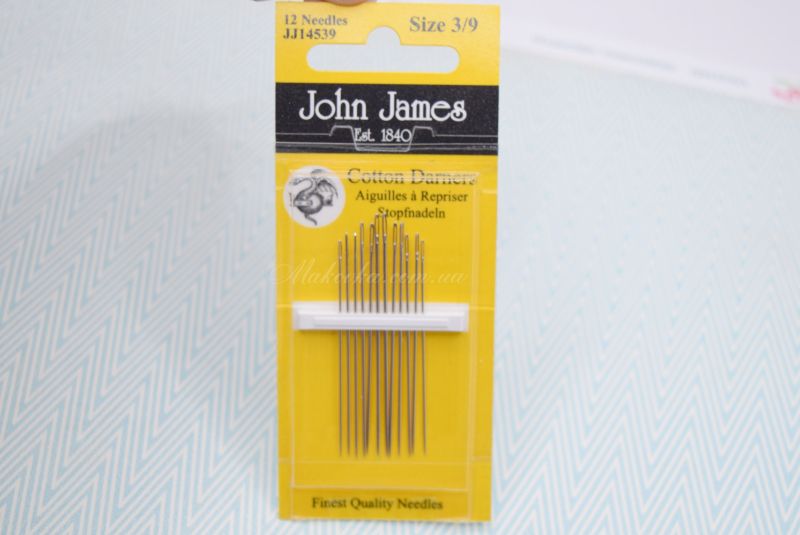 12 Needles
JJ14539
Size 3/9
John James
Est. 1840
Cotton Darners
Aiguilles à Repriser
Stopfnadeln
Makooka.com.ua
Finest Quality Needles